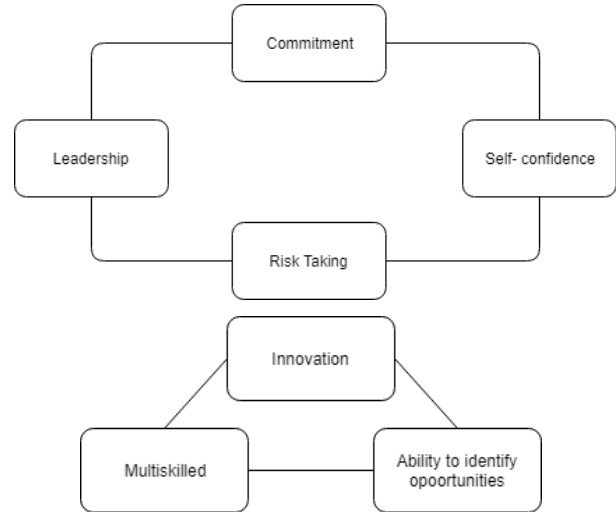 Commitment
Leadership
Self- confidence
Risk Taking
Innovation
Multiskilled
Ability to identify
opoortunities